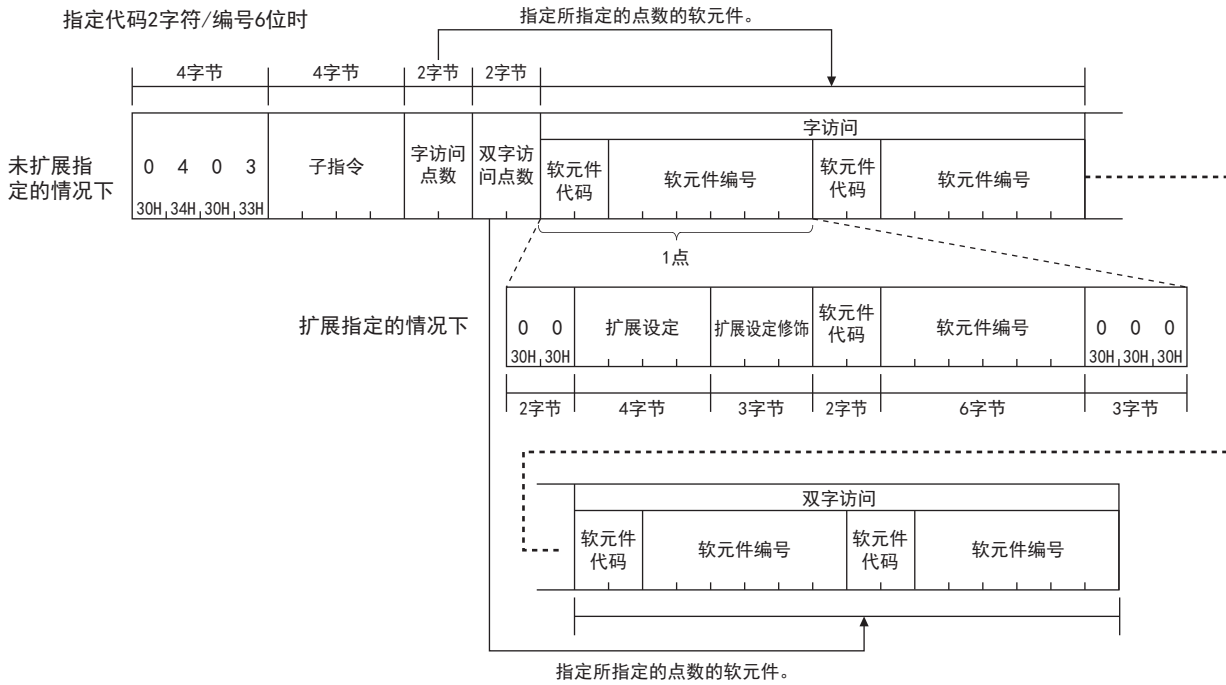 指定代码2字符/编号6位时
指定所指定的点数的软元件。
4字节 4字节 2字节 2字节
未扩展指
定的情况下
0 4 0 3
30H 34H 30H 33H
子指令
字访问
点数
双字访
问点数
字访问
软元件
代码
软元件编号
软元件
代码
软元件编号
1点
扩展指定的情况下
0 0
30H 30H
扩展设定
扩展设定修饰
软元件
代码
软元件编号
0 0 0
30H 30H 30H
2字节 4字节 3字节 2字节 6字节 3字节
双字访问
软元件
代码
软元件编号
软元件
代码
软元件编号
指定所指定的点数的软元件。